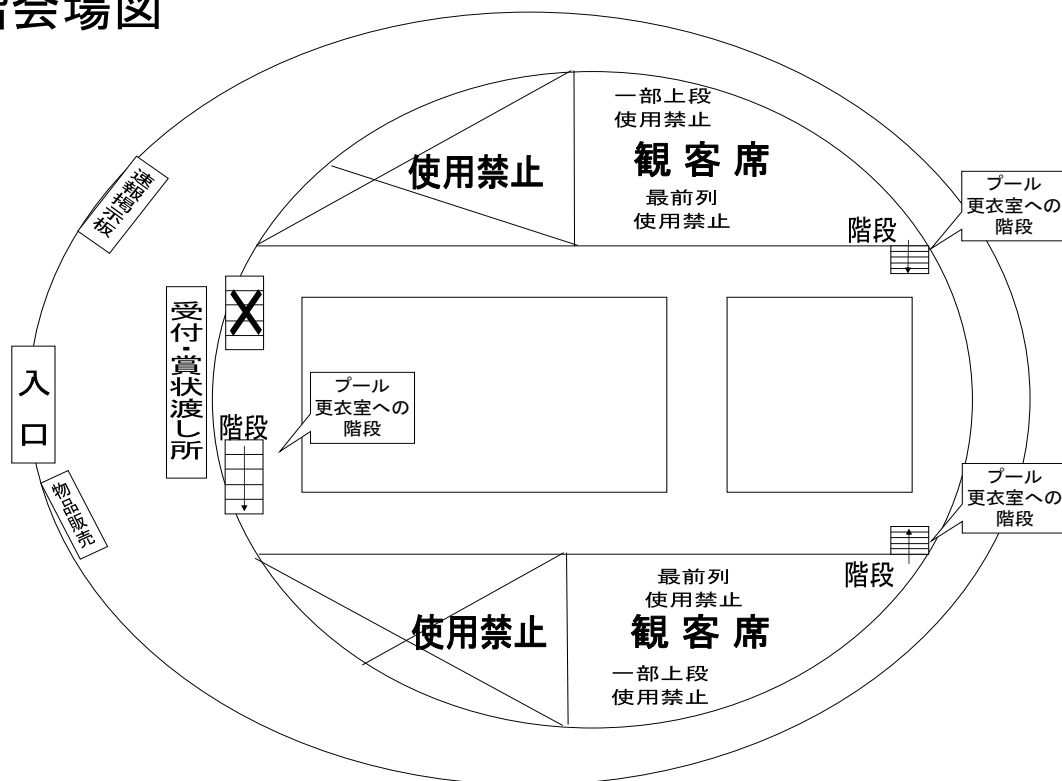 会場図
一部上段
使用禁止
使用禁止
観客席
最前列
使用禁止
階段
プール
更衣室への
階段
速報掲示板
受付・賞状渡し所
入口
プール
更衣室への
階段
階段
物品販売
プール
更衣室への
階段
階段
最前列
使用禁止
使用禁止
観客席
一部上段
使用禁止